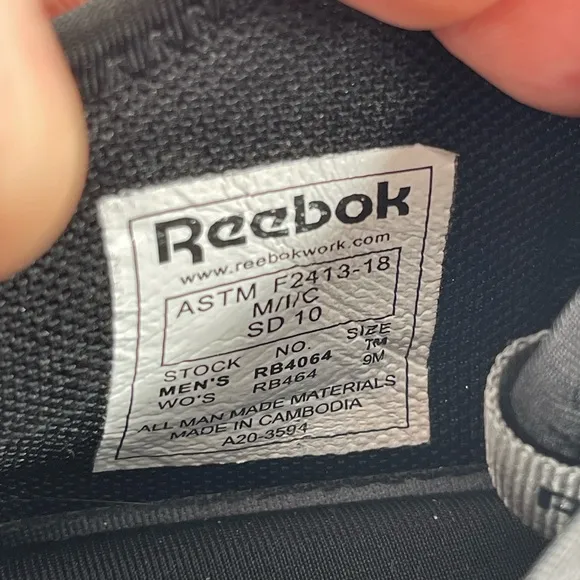 Reebok
www.reebokwork.com
ASTM F2413-18
M/I/C
SD 10
STOCK NO. SIZE
MEN'S RB4064 7M
WO'S RB464 9M
ALL MAN MADE MATERIALS
MADE IN CAMBODIA
A20-3594